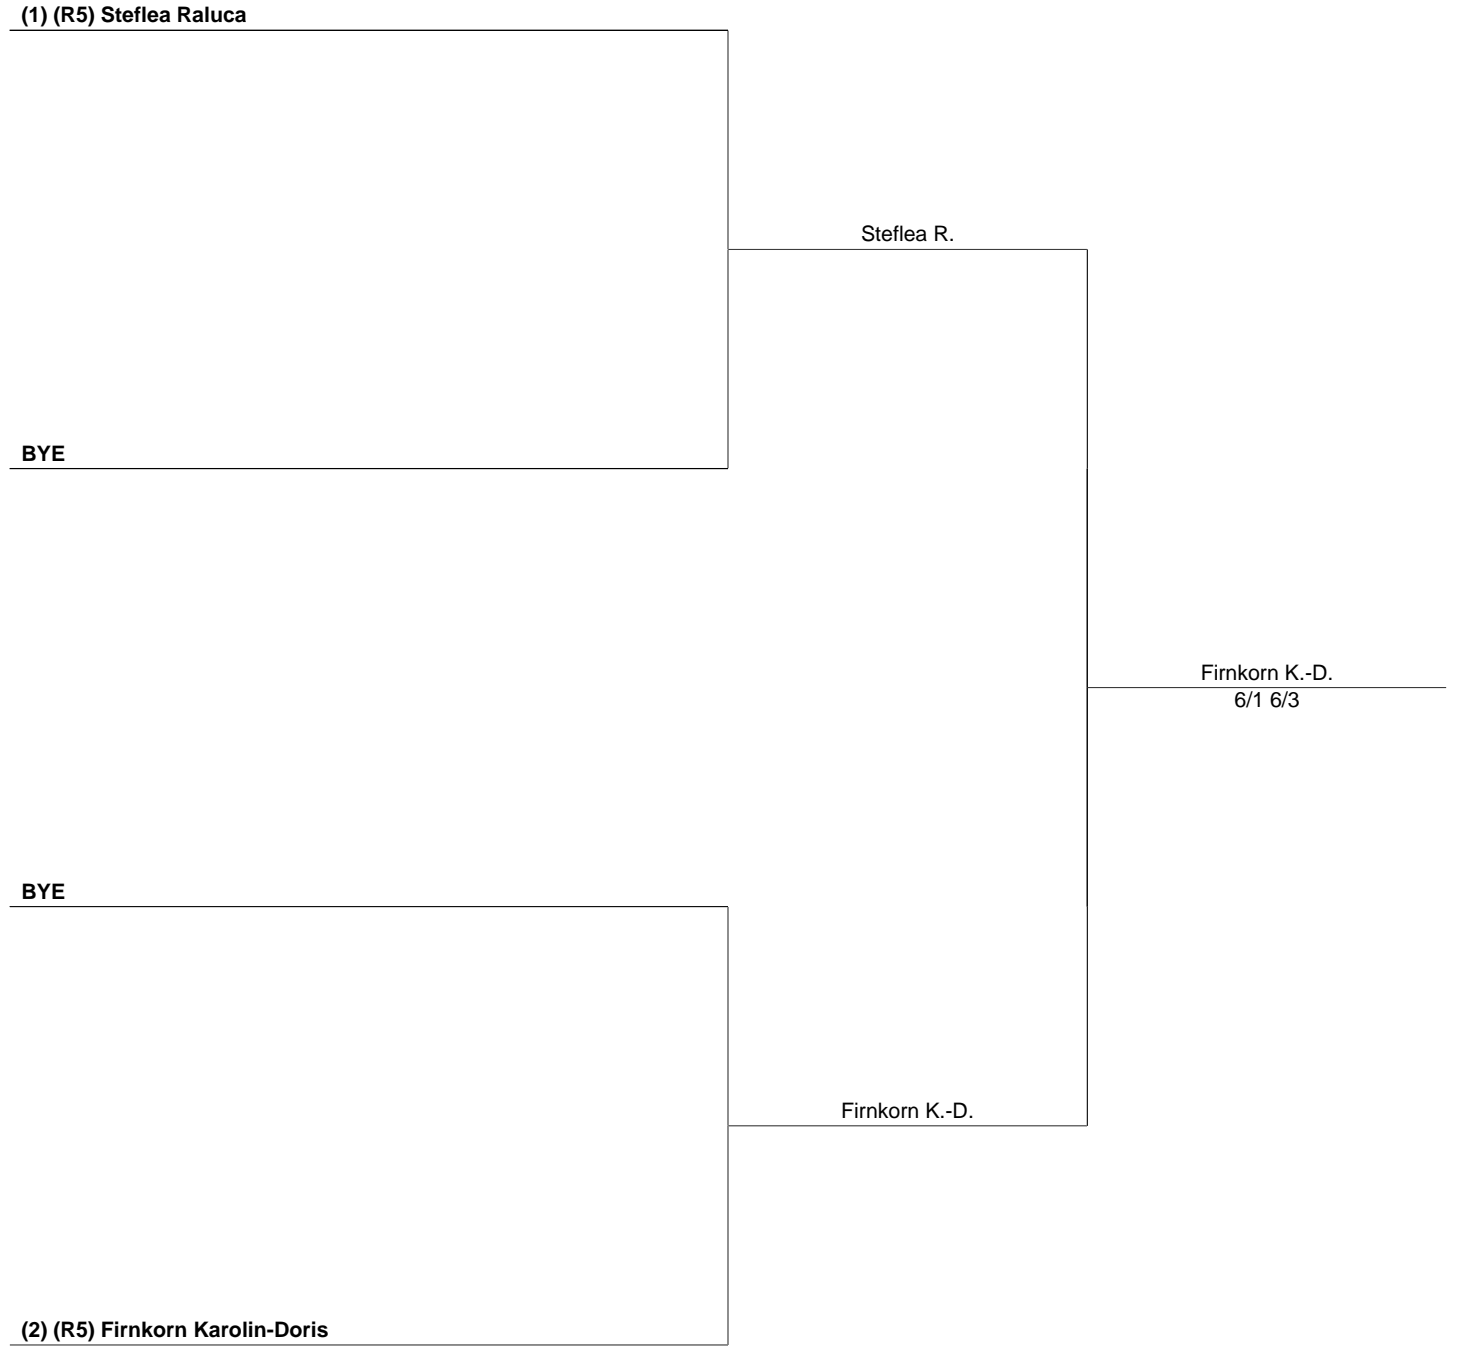 (1) (R5) Steflea Raluca
Steflea R.
BYE
Firnkorn K.-D.
6/1 6/3
BYE
Firnkorn K.-D.
(2) (R5) Firnkorn Karolin-Doris